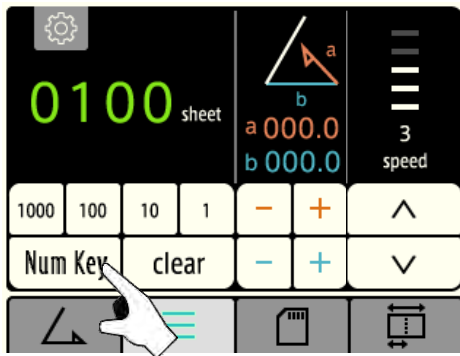 a
b
0100 sheet
a 000.0
b 000.0
3
speed
1000 100 10 1 - +
Num Key clear - +